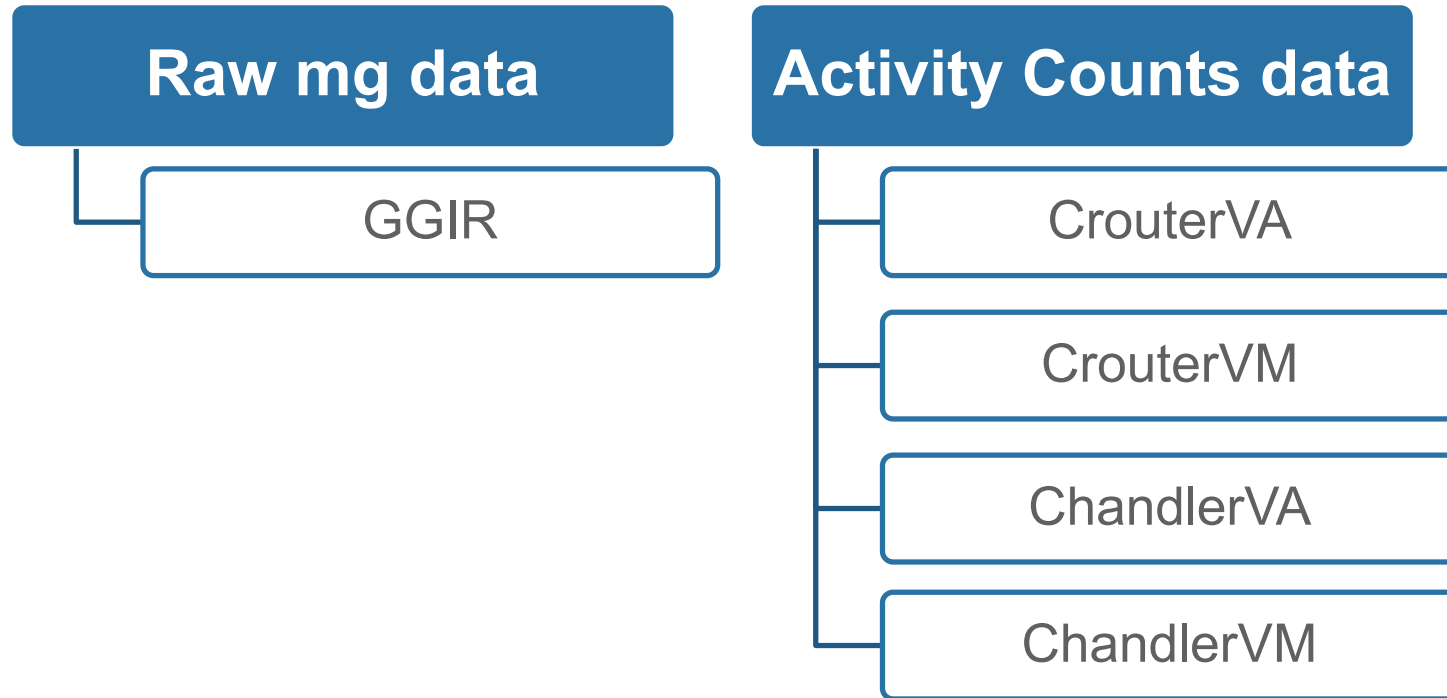 Raw mg data
GGIR
Activity Counts data
CrouterVA
CrouterVM
ChandlerVA
ChandlerVM